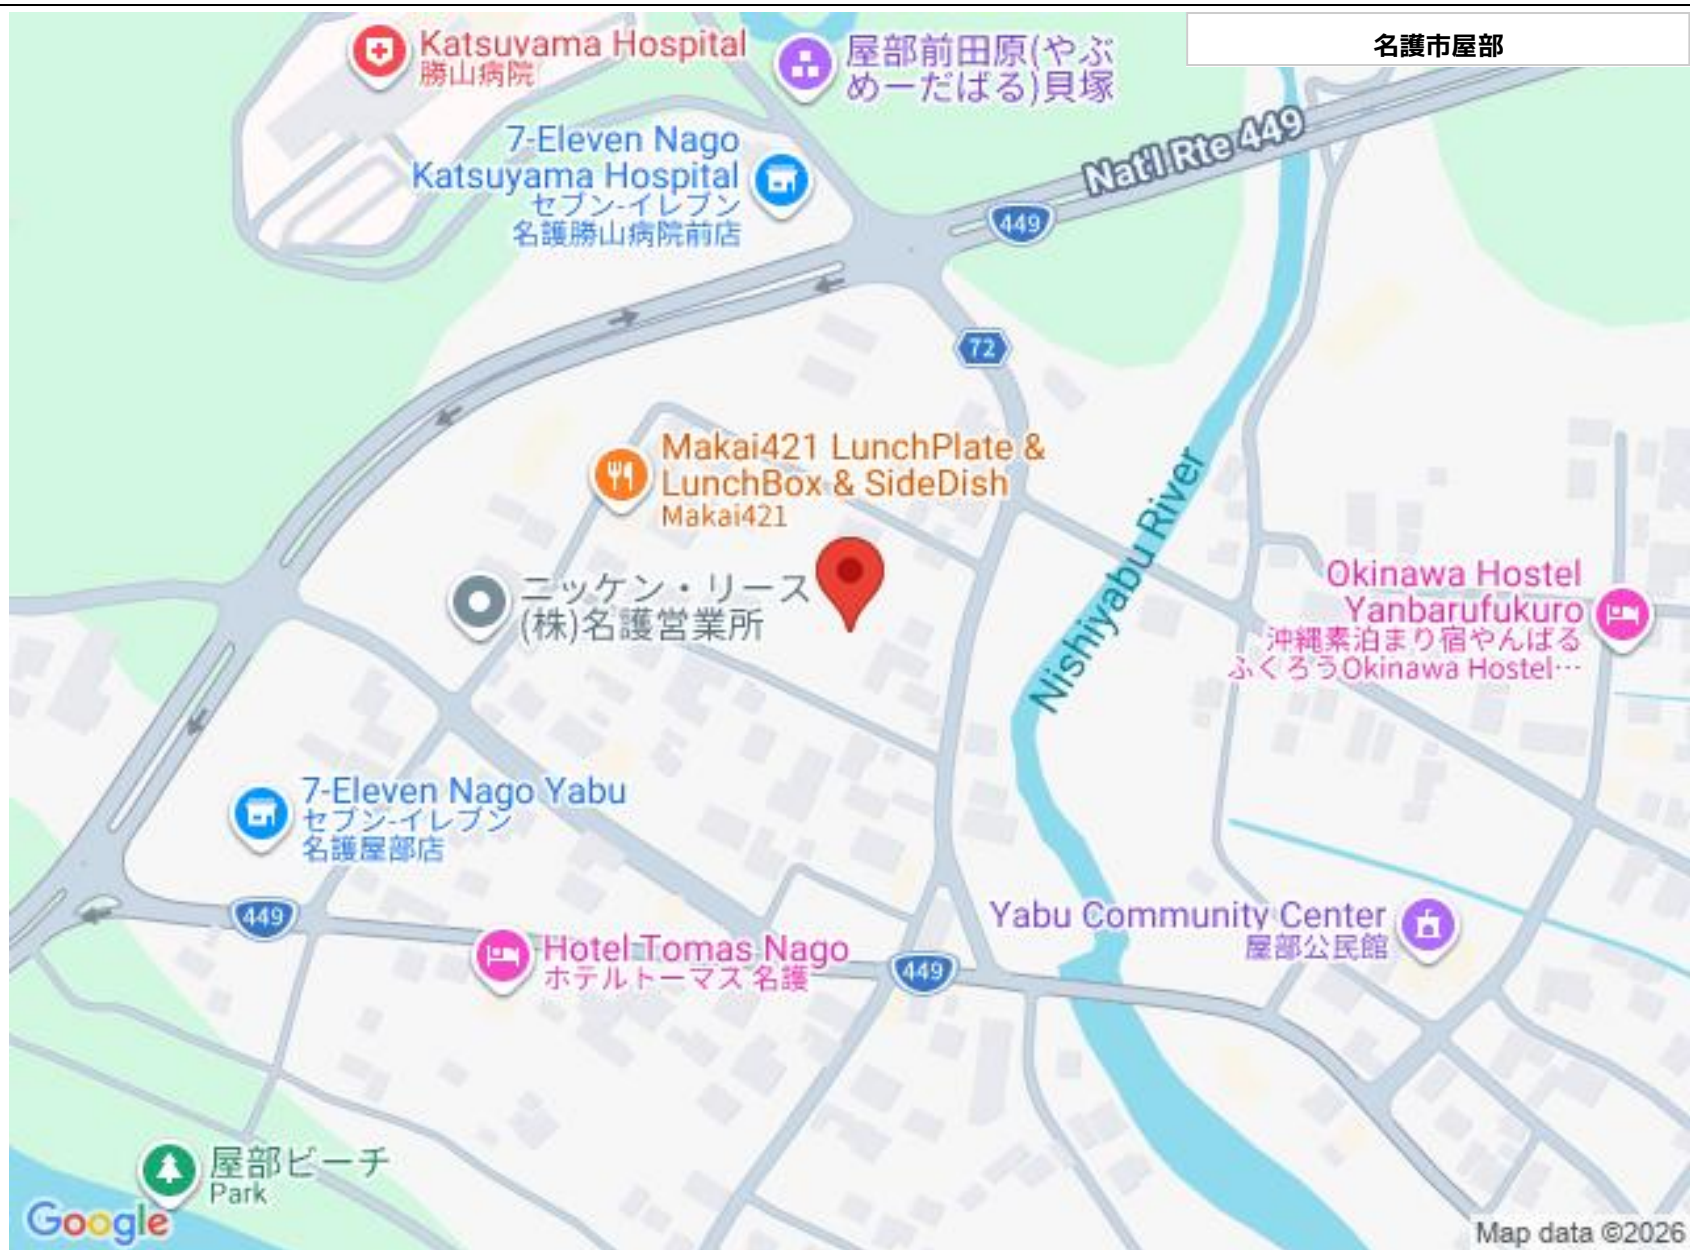 名護市屋部
Katsuyama Hospital
勝山病院
屋部前田原(やぶ
めーだばる)貝塚
7-Eleven Nago
Katsuyama Hospital
セブン-イレブン
名護勝山病院前店
Nat'l Rte 449
449
72
Makai421 LunchPlate &
LunchBox & SideDish
Makai421
Nishiyabu River
ニッケン・リース
(株)名護営業所
Okinawa Hostel
Yanbarufukuro
沖縄素泊まり宿やんばる
ふくろうOkinawa Hostel…
7-Eleven Nago Yabu
セブン-イレブン
名護屋部店
449
Hotel Tomas Nago
ホテルトーマス 名護
449
Yabu Community Center
屋部公民館
屋部ビーチ
Park
Google
Map data ©2026